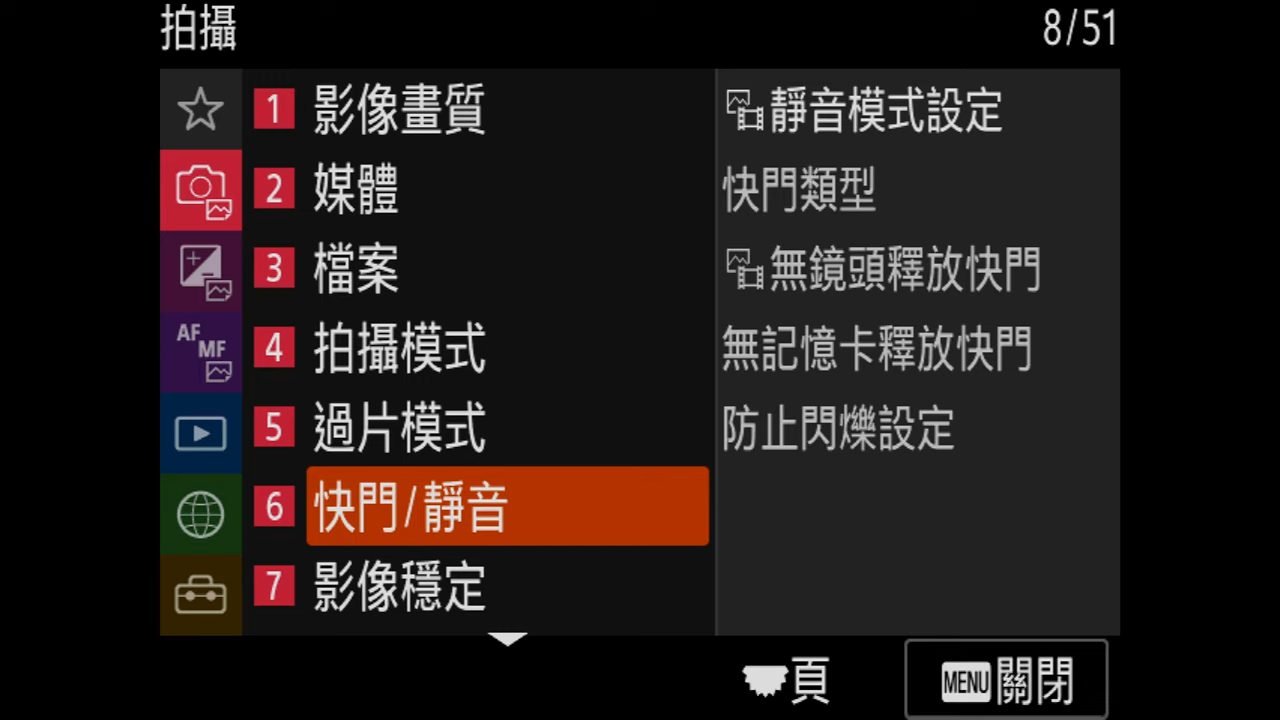 拍攝
8/51
1 影像畫質
2 媒體
3 檔案
4 拍攝模式
5 過片模式
6 快門/靜音
7 影像穩定
AF
MF
靜音模式設定
快門類型
無鏡頭釋放快門
無記憶卡釋放快門
防止閃爍設定
頁
MENU 關閉